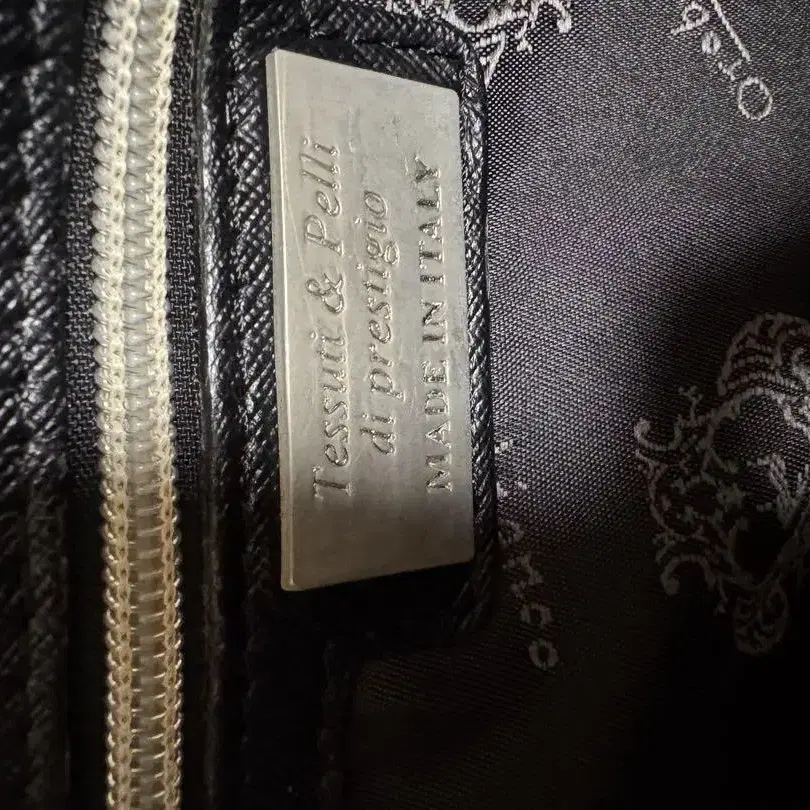 Tessuti & Pelli
di prestigio
MADE IN ITALY